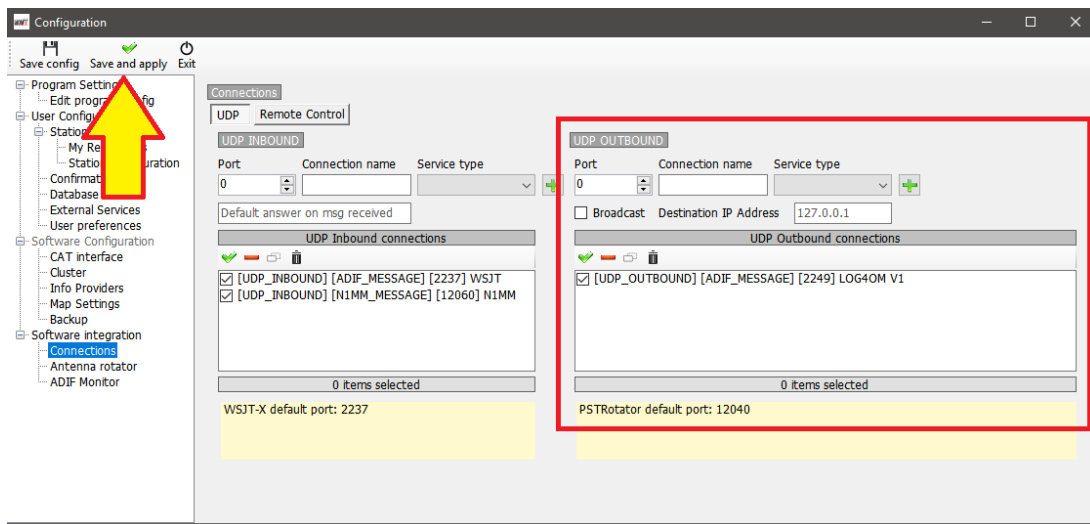 Configuration
Save config Save and apply Exit
Program Setting
Edit progr fig
User Config
Station
My Re s
Station uration
Confirmat
Database
External Services
User preferences
Software Configuration
CAT interface
Cluster
Info Providers
Map Settings
Backup
Software integration
Connections
Antenna rotator
ADIF Monitor
Connections
UDP Remote Control
UDP INBOUND
Port Connection name Service type
0
Default answer on msg received
UDP Inbound connections
[UDP_INBOUND] [ADIF_MESSAGE] [2237] WSJT
[UDP_INBOUND] [N1MM_MESSAGE] [12060] N1MM
0 items selected
WSJT-X default port: 2237
UDP OUTBOUND
Port Connection name Service type
0
Broadcast Destination IP Address 127.0.0.1
UDP Outbound connections
[UDP_OUTBOUND] [ADIF_MESSAGE] [2249] LOG4OM V1
0 items selected
PSTRotator default port: 12040